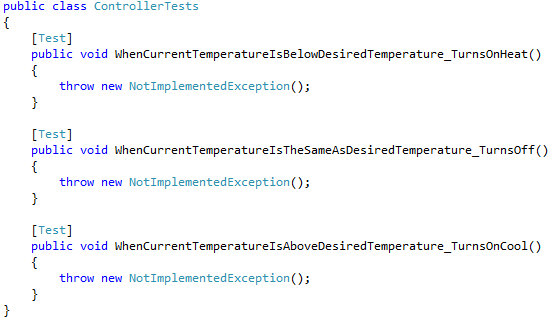 public class ControllerTests
{
    [Test]
    public void WhenCurrentTemperatureIsBelowDesiredTemperature_TurnsOnHeat()
    {
        throw new NotImplementedException();
    }

    [Test]
    public void WhenCurrentTemperatureIsTheSameAsDesiredTemperature_TurnsOff()
    {
        throw new NotImplementedException();
    }

    [Test]
    public void WhenCurrentTemperatureIsAboveDesiredTemperature_TurnsOnCool()
    {
        throw new NotImplementedException();
    }
}